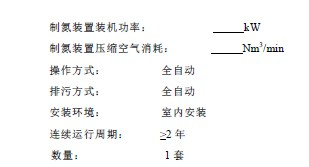 制氮装置装机功率： _____kW
制氮装置压缩空气消耗： _____Nm³/min
操作方式： 全自动
排污方式： 全自动
安装环境： 室内安装
连续运行周期： ≥2 年
数量： 1 套